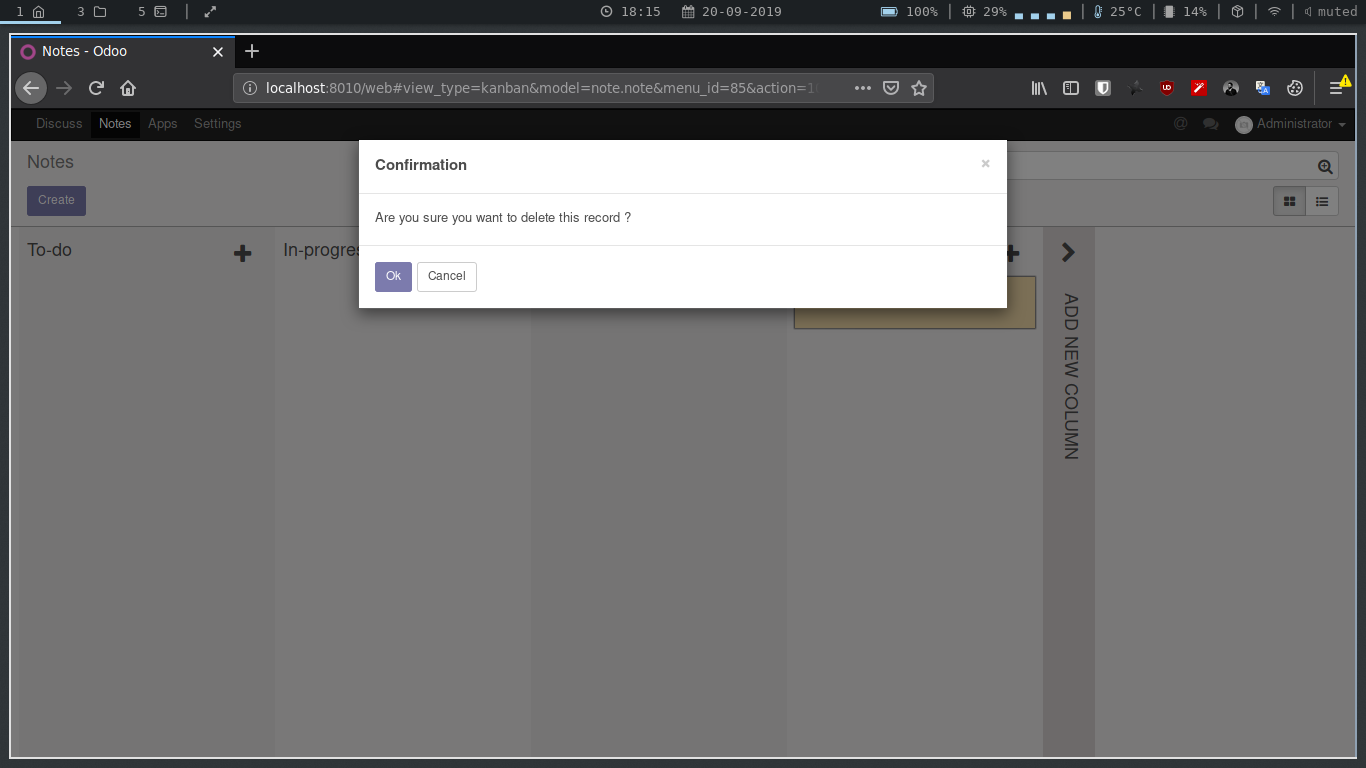 1 3 5 18:15 20-09-2019 100% 29% 25°C 14% muted
Notes - Odoo
localhost:8010/web#view_type=kanban&model=note.note&menu_id=85&action=1
Discuss Notes Apps Settings @ Administrator
Notes
Create
Confirmation ×
Are you sure you want to delete this record ?
Ok Cancel
To-do
In-progres
ADD NEW COLUMN